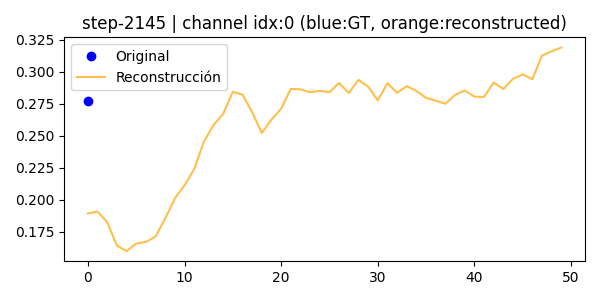 step-2145 | channel idx:0 (blue:GT, orange:reconstructed)
Original
Reconstrucción
0.325
0.300
0.275
0.250
0.225
0.200
0.175
0 10 20 30 40 50